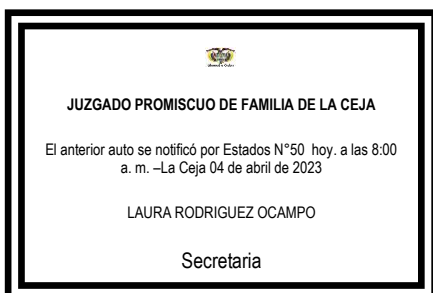 JUZGADO PROMISCUO DE FAMILIA DE LA CEJA
El anterior auto se notificó por Estados N°50 hoy. a las 8:00
a. m. –La Ceja 04 de abril de 2023
LAURA RODRIGUEZ OCAMPO
Secretaria